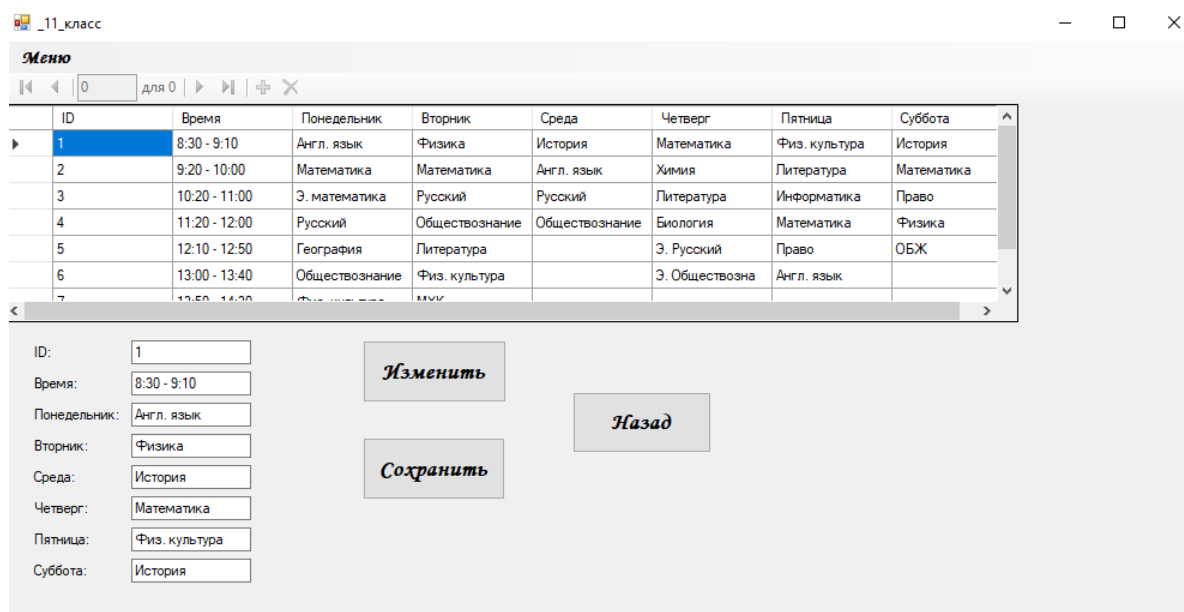 _11_класс
Меню
0 для 0
ID Время Понедельник Вторник Среда Четверг Пятница Суббота
1 8:30 - 9:10 Англ. язык Физика История Математика Физ. культура История
2 9:20 - 10:00 Математика Математика Англ. язык Химия Литература Математика
3 10:20 - 11:00 Э. математика Русский Русский Литература Информатика Право
4 11:20 - 12:00 Русский Обществознание Обществознание Биология Математика Физика
5 12:10 - 12:50 География Литература Э. Русский Право ОБЖ
6 13:00 - 13:40 Обществознание Физ. культура Э. Обществозна Англ. язык
ID: 1
Время: 8:30 - 9:10
Понедельник: Англ. язык
Вторник: Физика
Среда: История
Четверг: Математика
Пятница: Физ. культура
Суббота: История
Изменить
Назад
Сохранить